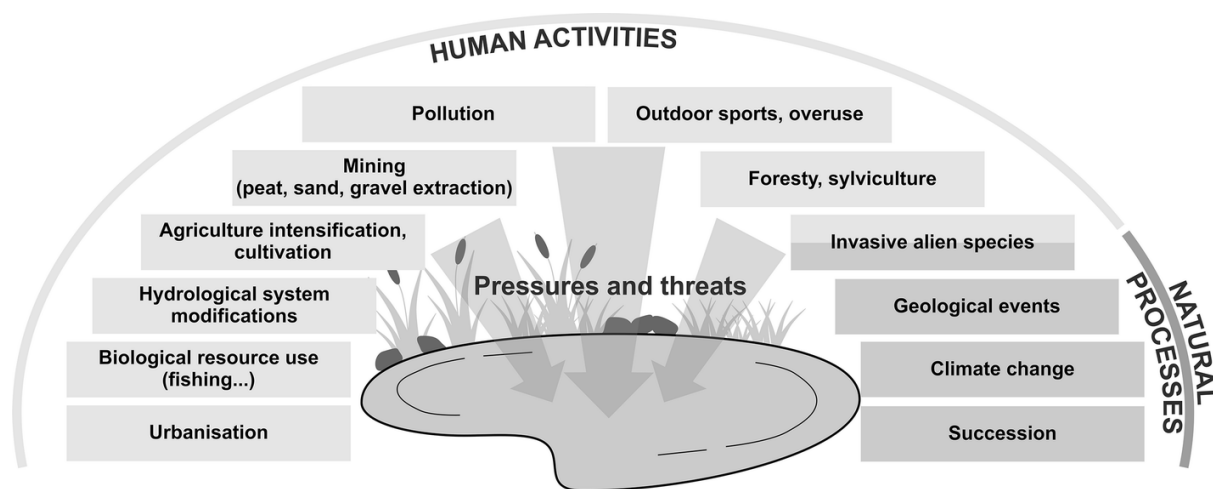 HUMAN ACTIVITIES
Pollution
Outdoor sports, overuse
Mining
(peat, sand, gravel extraction)
Foresty, sylviculture
Agriculture intensification,
cultivation
Invasive alien species
Pressures and threats
Hydrological system
modifications
Geological events
NATURAL
PROCESSES
Biological resource use
(fishing...)
Climate change
Urbanisation
Succession